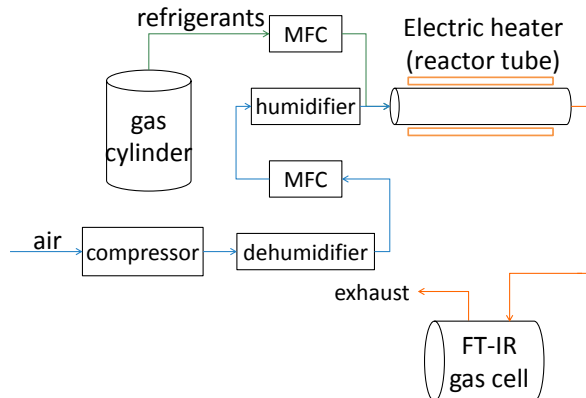 refrigerants
MFC
Electric heater
(reactor tube)
gas
cylinder
humidifier
MFC
air
compressor
dehumidifier
exhaust
FT-IR
gas cell